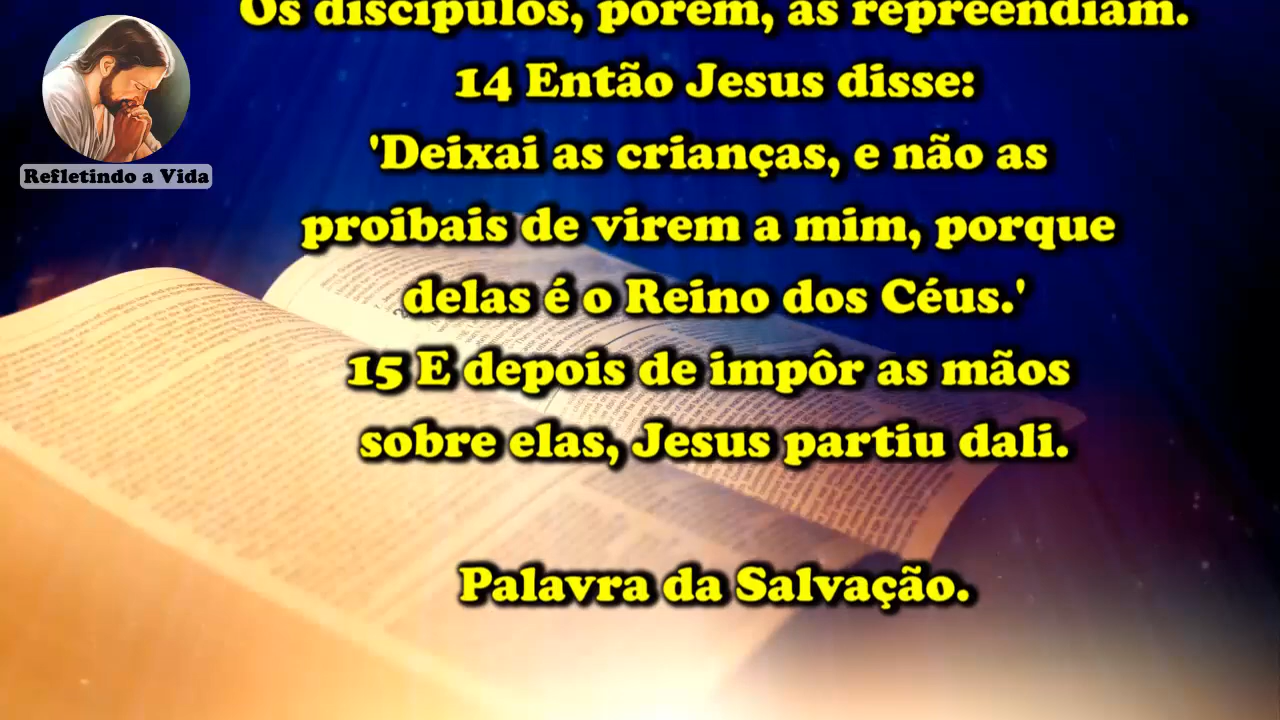 Os discípulos, porém, as repreendiam.
14 Então Jesus disse:
'Deixai as crianças, e não as
proibais de virem a mim, porque
delas é o Reino dos Céus.'
15 E depois de impôr as mãos
sobre elas, Jesus partiu dali.
Palavra da Salvação.
Refletindo a Vida